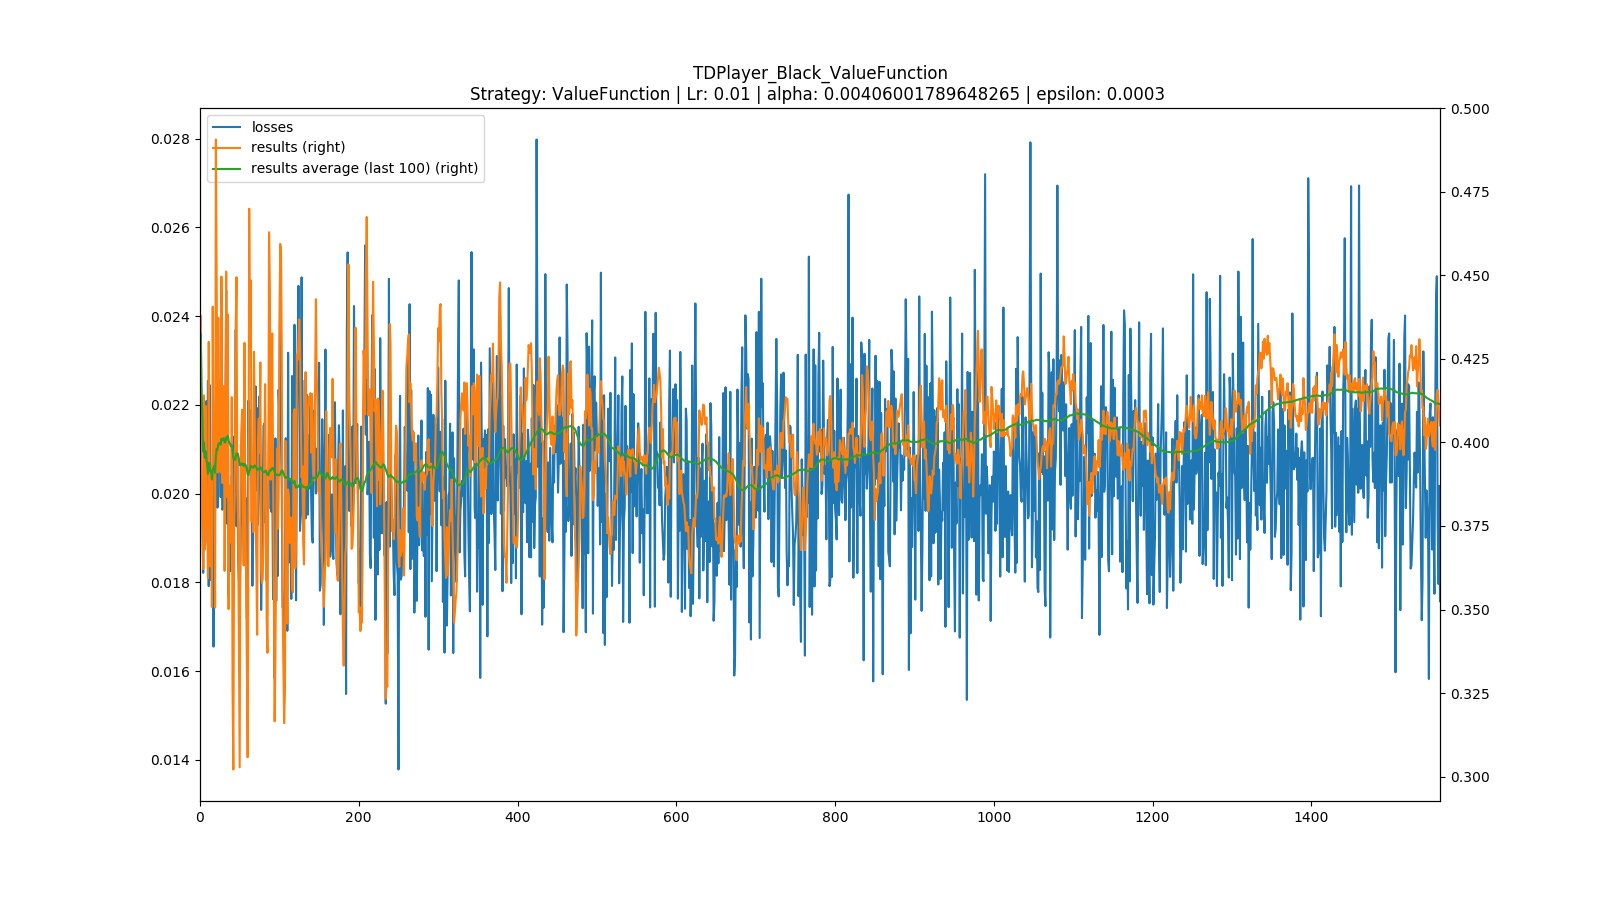 TDPlayer_Black_ValueFunction
Strategy: ValueFunction | Lr: 0.01 | alpha: 0.00406001789648265 | epsilon: 0.0003
losses
results (right)
results average (last 100) (right)
0.028
0.026
0.024
0.022
0.020
0.018
0.016
0.014
0.500
0.475
0.450
0.425
0.400
0.375
0.350
0.325
0.300
0 200 400 600 800 1000 1200 1400